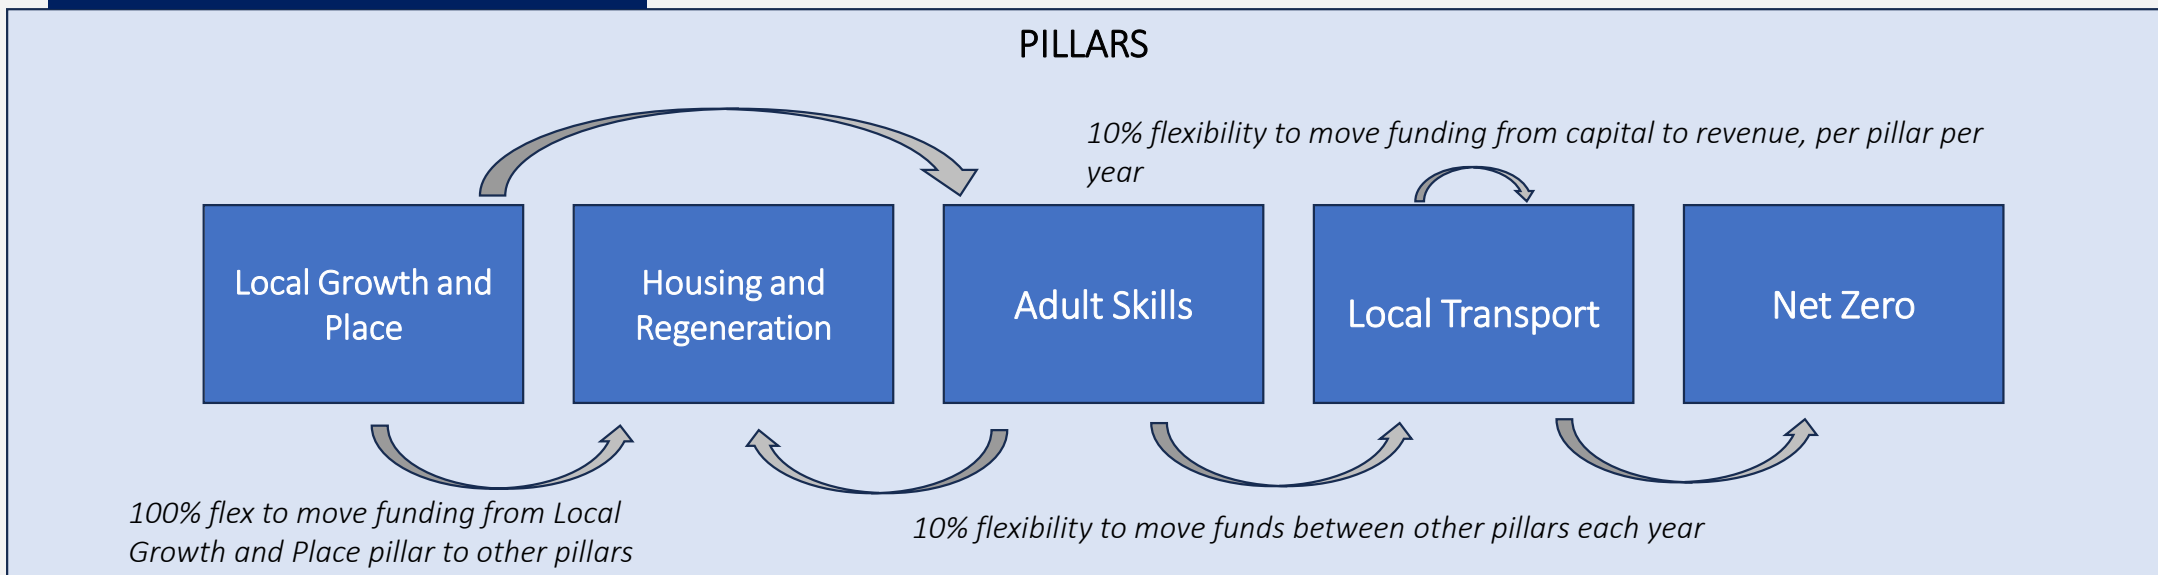 PILLARS
10% flexibility to move funding from capital to revenue, per pillar per
year
Local Growth and
Place
Housing and
Regeneration
Adult Skills
Local Transport
Net Zero
100% flex to move funding from Local
Growth and Place pillar to other pillars
10% flexibility to move funds between other pillars each year